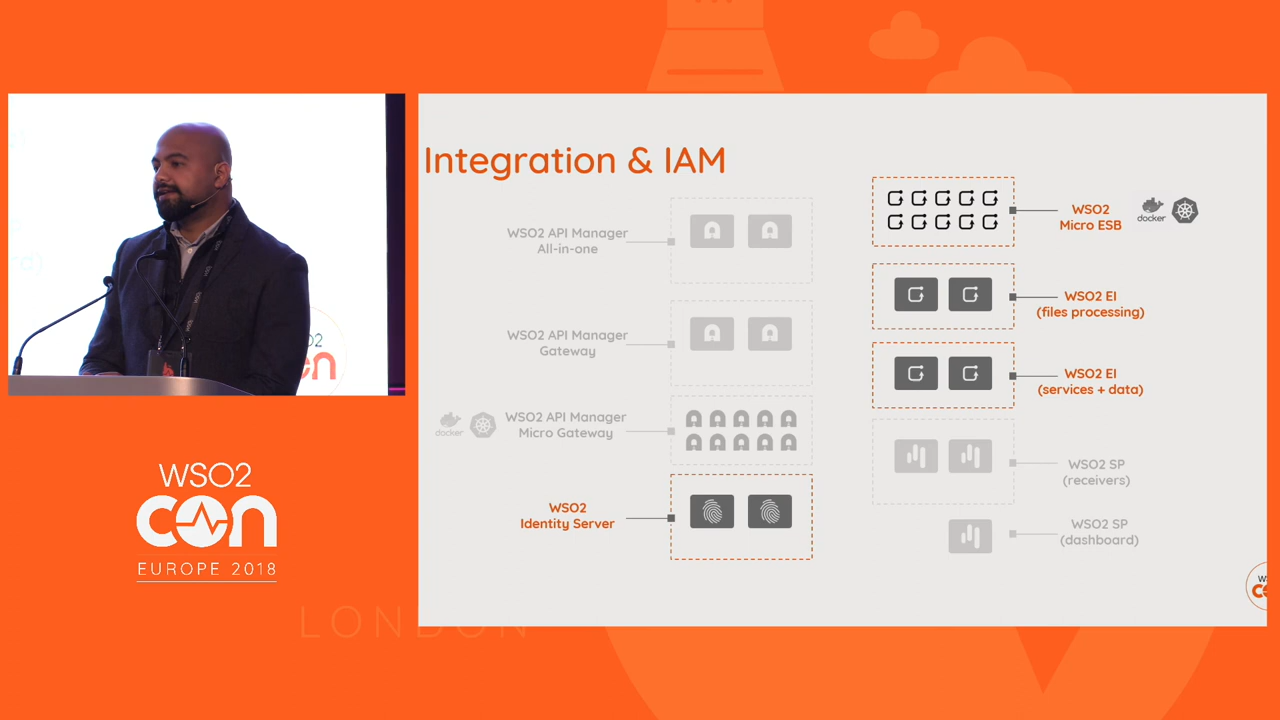 Integration & IAM
WSO2 API Manager
All-in-one
WSO2 API Manager
Gateway
docker
WSO2 API Manager
Micro Gateway
WSO2
Identity Server
WSO2
Micro ESB
docker
WSO2 EI
(files processing)
WSO2 EI
(services + data)
WSO2 SP
(receivers)
WSO2 SP
(dashboard)
WSO2
con
EUROPE 2018
LONDON